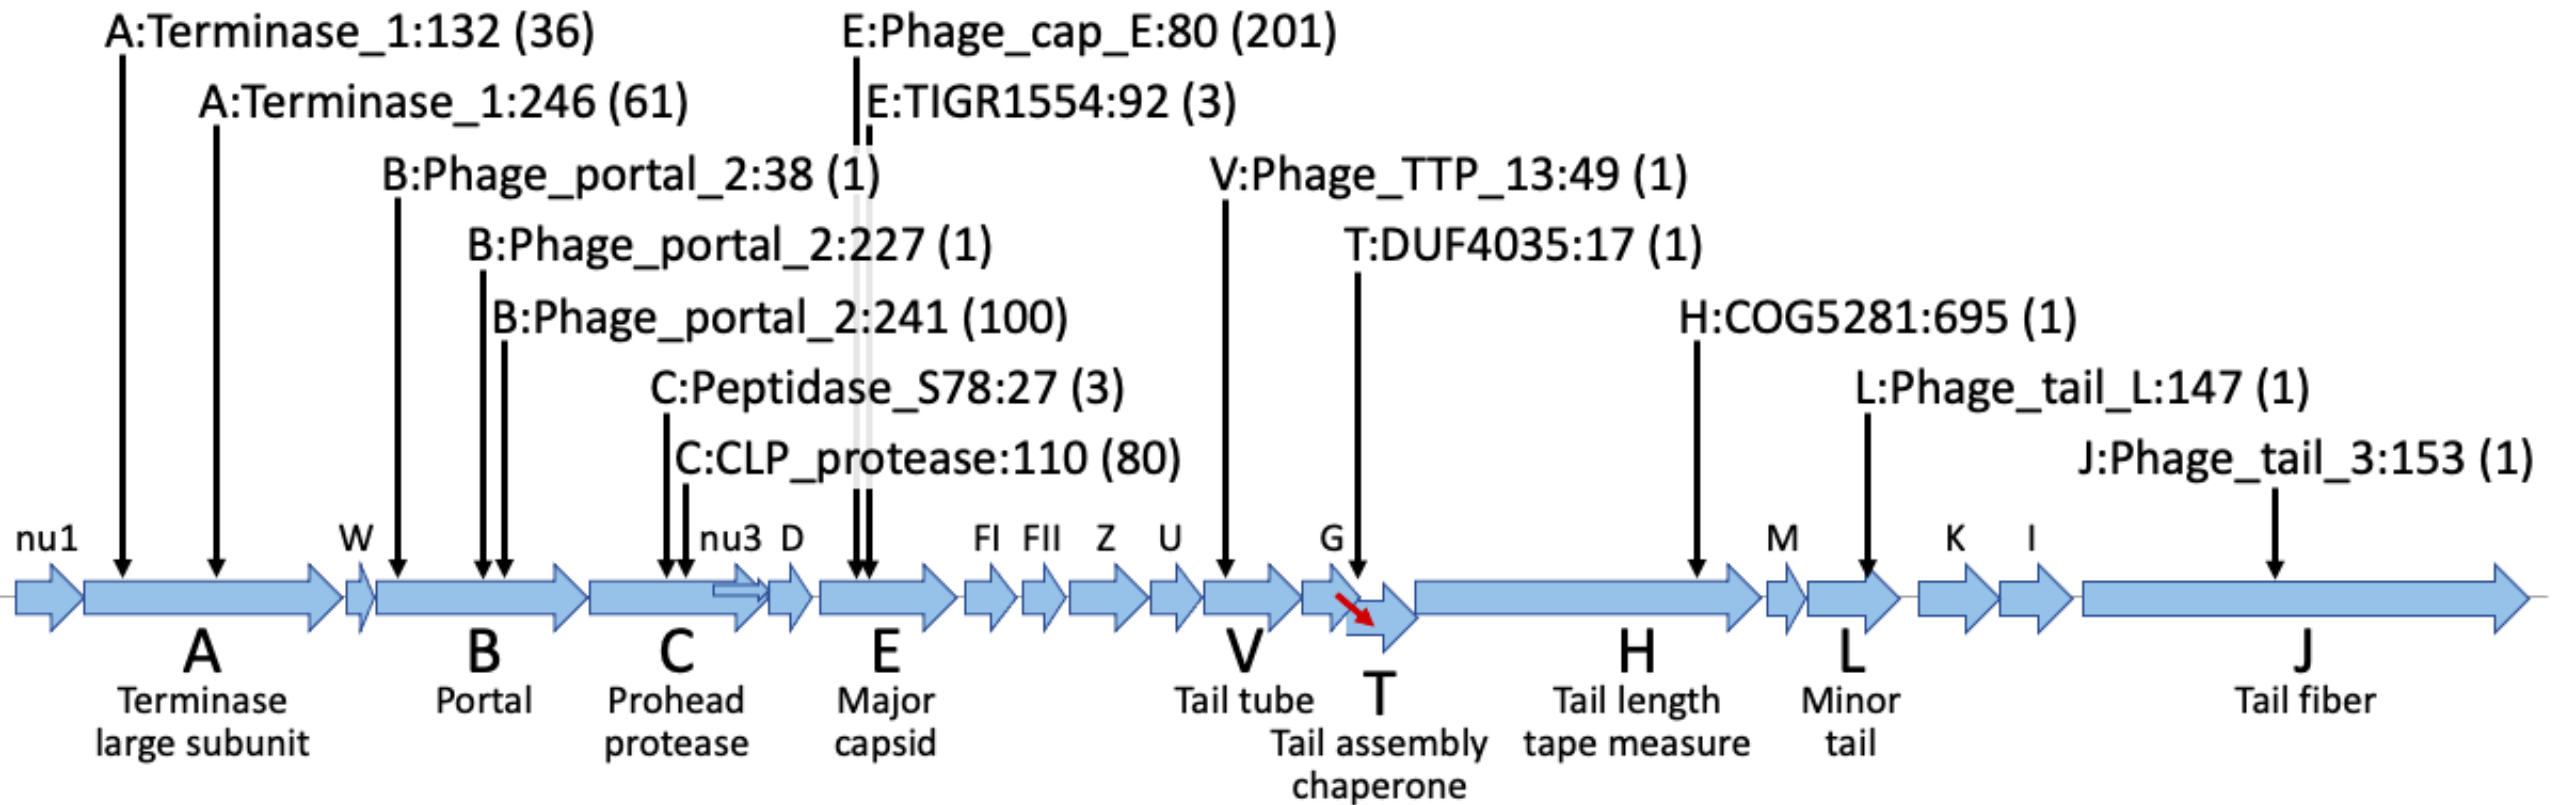 A:Terminase_1:132 (36)
E:Phage_cap_E:80 (201)
A:Terminase_1:246 (61)
E:TIGR1554:92 (3)
B:Phage_portal_2:38 (1)
V:Phage_TTP_13:49 (1)
B:Phage_portal_2:227 (1)
T:DUF4035:17 (1)
B:Phage_portal_2:241 (100)
H:COG5281:695 (1)
C:Peptidase_S78:27 (3)
L:Phage_tail_L:147 (1)
C:CLP_protease:110 (80)
J:Phage_tail_3:153 (1)
nu1
W
nu3
D
FI
FII
Z
U
G
M
K
I
A
Terminase
large subunit
B
Portal
C
Prohead
protease
E
Major
capsid
V
Tail tube
T
Tail assembly
chaperone
H
Tail length
tape measure
L
Minor
tail
J
Tail fiber